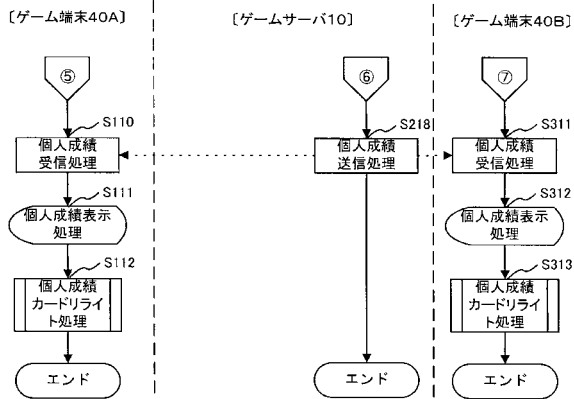 〔ゲーム端末40A〕
〔ゲームサーバ10〕
〔ゲーム端末40B〕
⑤
⑥
⑦
S110
S218
S311
個人成績
受信処理
個人成績
送信処理
個人成績
受信処理
S111
S312
個人成績表示
処理
個人成績表示
処理
S112
S313
個人成績
カードリライ
ト処理
個人成績
カードリライ
ト処理
エンド
エンド
エンド